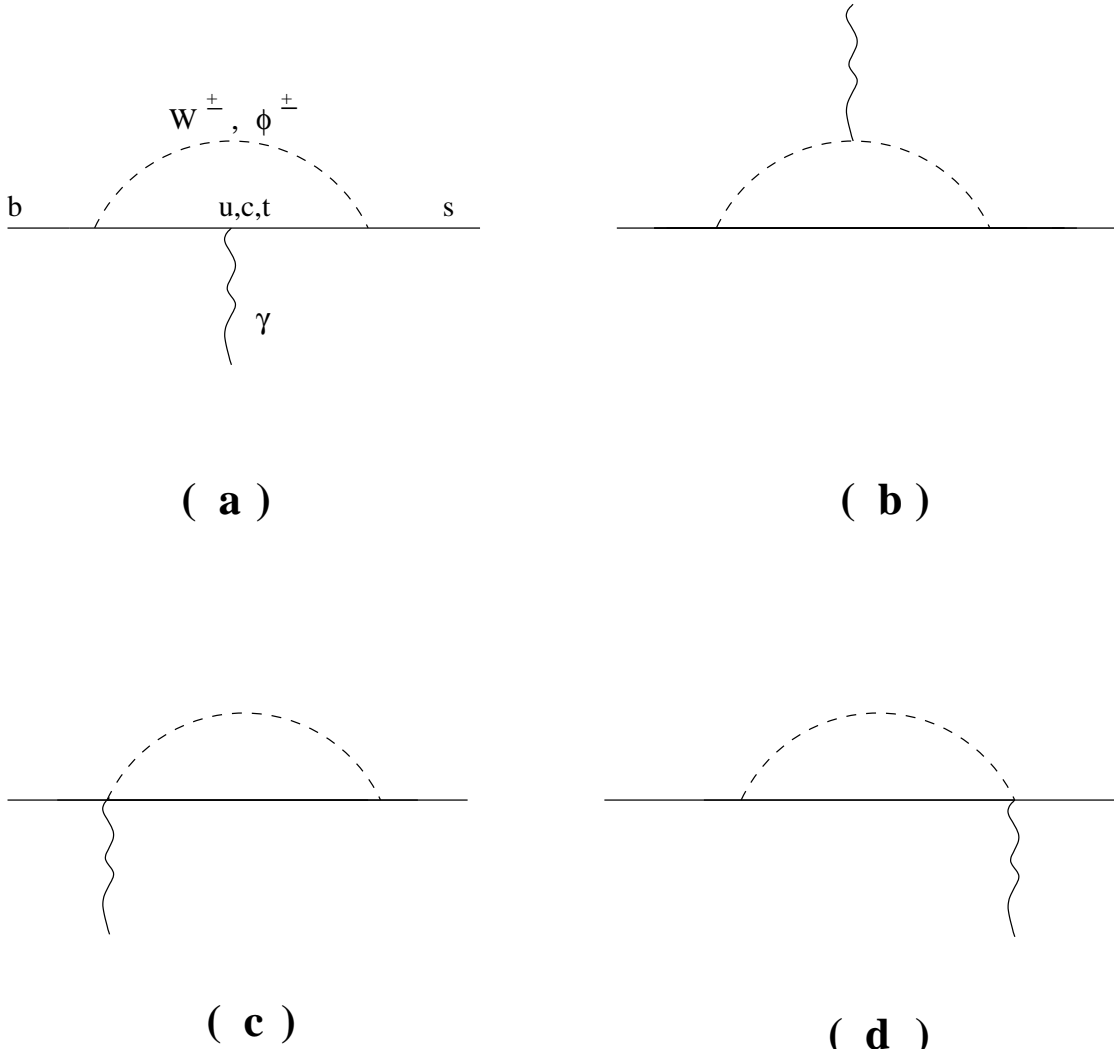 W ± , ϕ ±
b u,c,t s
γ
( a ) ( b )
( c ) ( d )